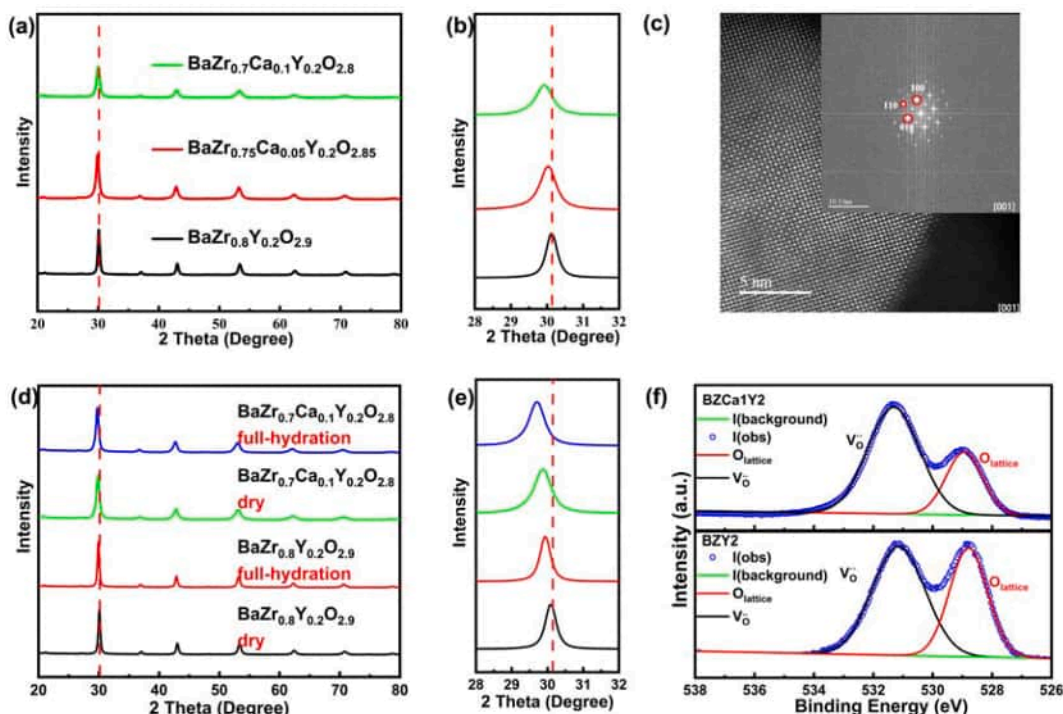 (a)
BaZr0.7Ca0.1Y0.2O2.8
BaZr0.75Ca0.05Y0.2O2.85
BaZr0.8Y0.2O2.9
Intensity
20 30 40 50 60 70 80
2 Theta (Degree)
(b)
Intensity
28 29 30 31 32
2 Theta (Degree)
(c)
100
110
[001]
5 nm
[001]
(d)
BaZr0.7Ca0.1Y0.2O2.8
full-hydration
BaZr0.7Ca0.1Y0.2O2.8
dry
BaZr0.8Y0.2O2.9
full-hydration
BaZr0.8Y0.2O2.9
dry
Intensity
20 30 40 50 60 70 80
2 Theta (Degree)
(e)
Intensity
28 29 30 31 32
2 Theta (Degree)
(f)
BZCa1Y2
I(background)
I(obs)
Olattice
VO··
VO··
Olattice
BZY2
I(obs)
I(background)
Olattice
VO··
VO··
Olattice
Intensity (a.u.)
538 536 534 532 530 528 526
Binding Energy (eV)